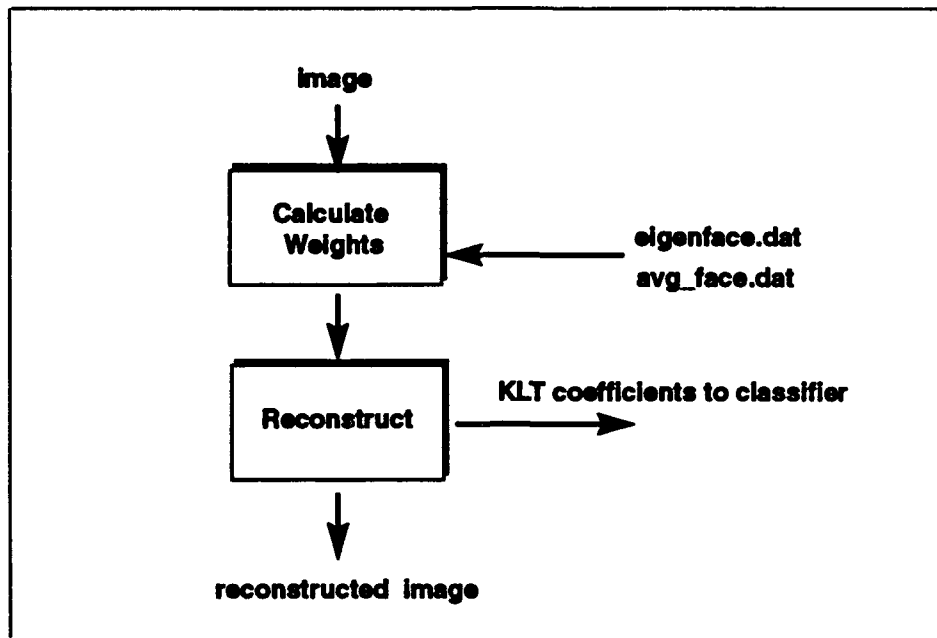 image
Calculate
Weights
eigenface.dat
avg_face.dat
KLT coefficients to classifier
Reconstruct
reconstructed image